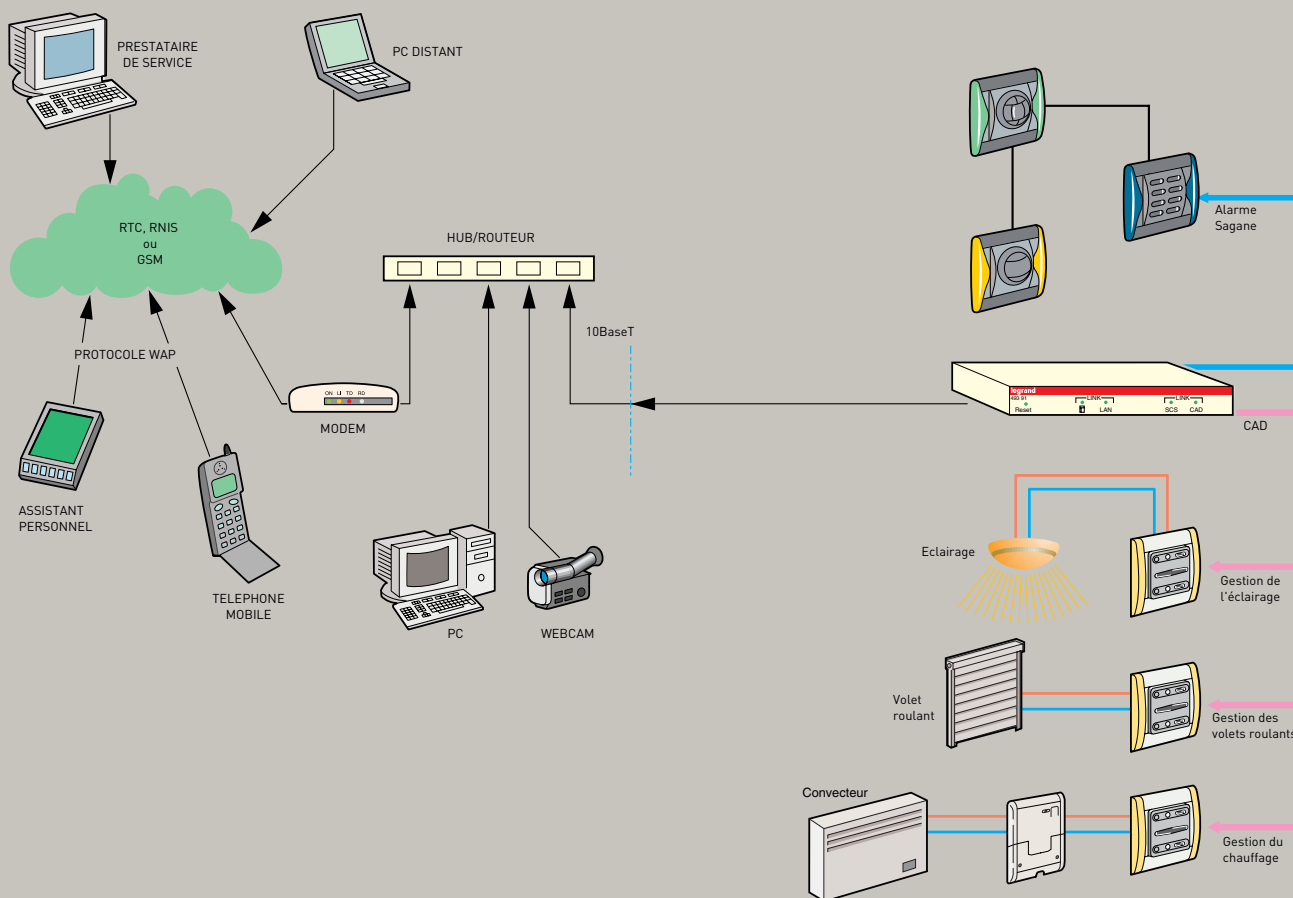 PRESTATAIRE
DE SERVICE
PC DISTANT
RTC, RNIS
ou
GSM
HUB/ROUTEUR
10BaseT
PROTOCOLE WAP
ON LI TD RD
MODEM
ASSISTANT
PERSONNEL
TELEPHONE
MOBILE
PC
WEBCAM
Alarme
Sagane
legrand
493 91
Reset
LINK
LAN
LINK
SCS CAD
CAD
Eclairage
Gestion de
l'éclairage
Volet
roulant
Gestion des
volets roulants
Convecteur
Gestion du
chauffage